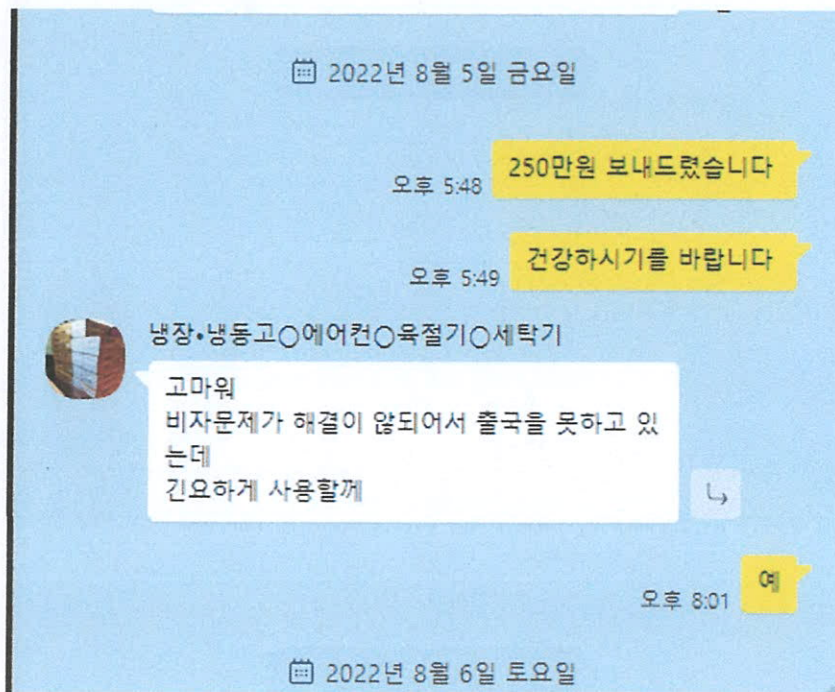 2022년 8월 5일 금요일
250만원 보내드렸습니다
오후 5:48
건강하시기를 바랍니다
오후 5:49
냉장•냉동고○에어컨○육절기○세탁기
고마워
비자문제가 해결이 않되어서 출국을 못하고 있
는데
긴요하게 사용할께
예
오후 8:01
2022년 8월 6일 토요일